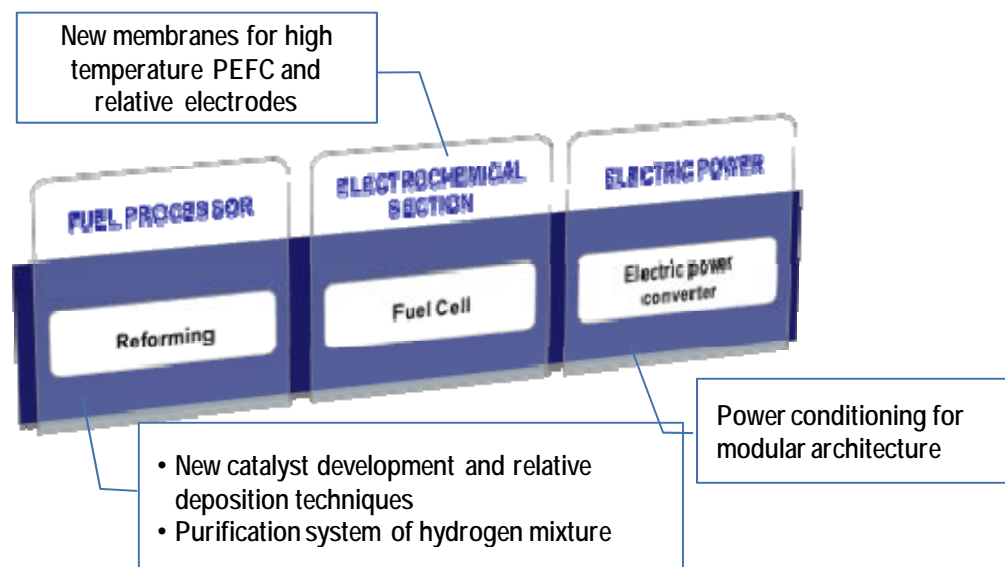 New membranes for high
temperature PEFC and
relative electrodes
FUEL PROCESSOR
ELECTROCHEMICAL
SECTION
ELECTRIC POWER
Reforming
Fuel Cell
Electric power
converter
• New catalyst development and relative
deposition techniques
• Purification system of hydrogen mixture
Power conditioning for
modular architecture